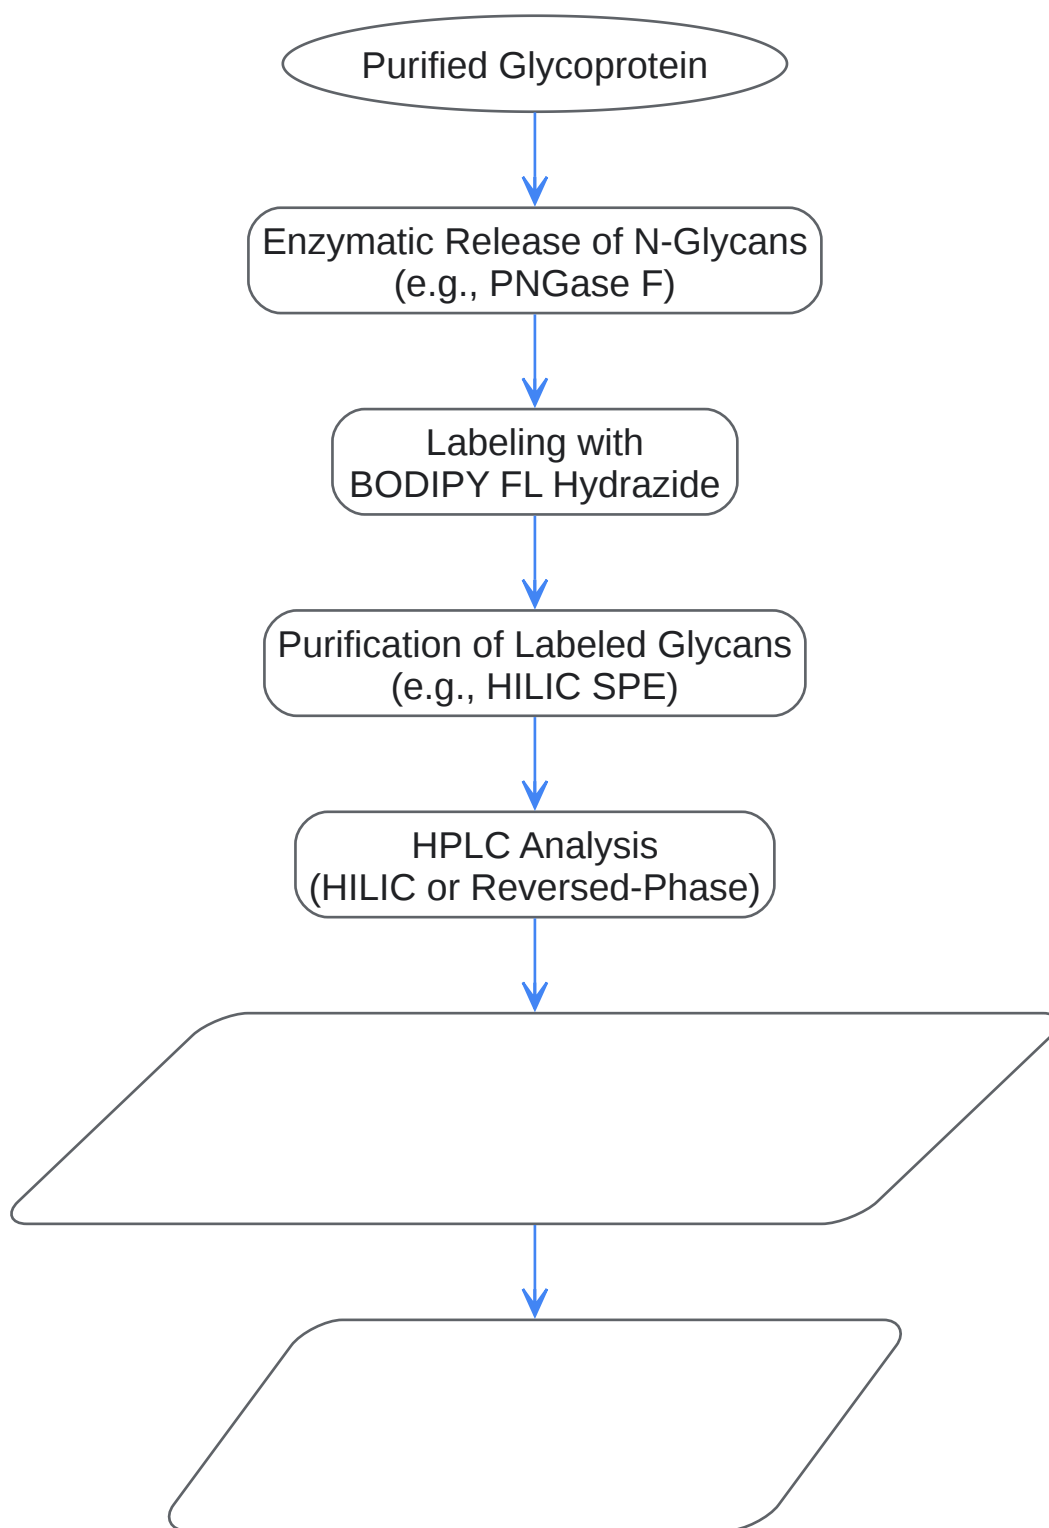 Purified Glycoprotein
Enzymatic Release of N-Glycans
(e.g., PNGase F)
Labeling with
BODIPY FL Hydrazide
Purification of Labeled Glycans
(e.g., HILIC SPE)
HPLC Analysis
(HILIC or Reversed-Phase)